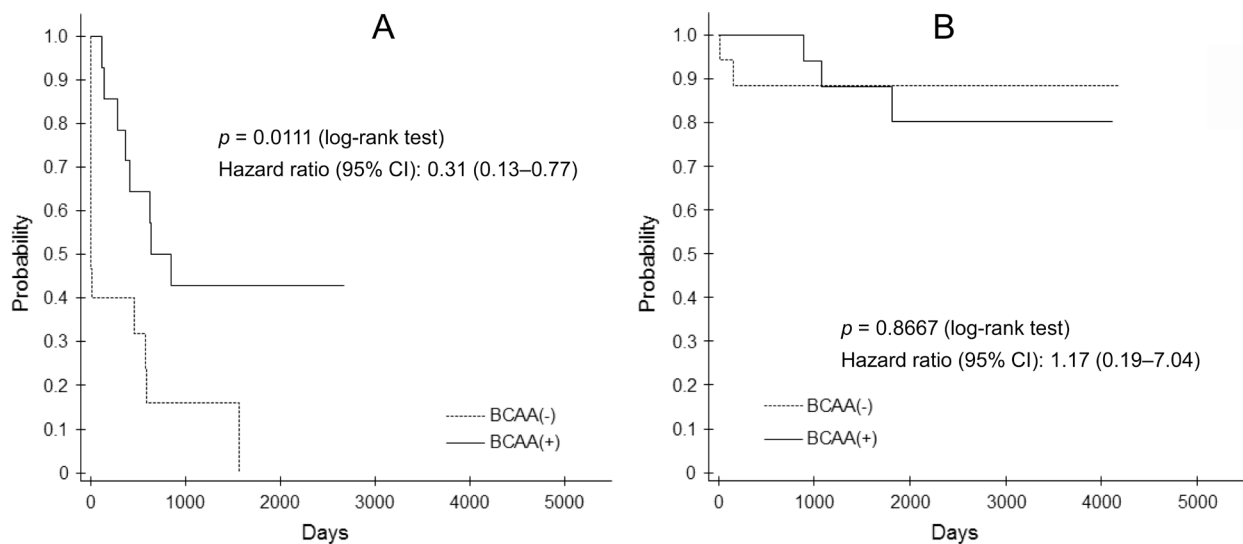 A
1.0
0.9
0.8
0.7
0.6
0.5
0.4
0.3
0.2
0.1
0
Probability
p = 0.0111 (log-rank test)
Hazard ratio (95% CI): 0.31 (0.13–0.77)
BCAA(-)
BCAA(+)
0 1000 2000 3000 4000 5000
Days
B
1.0
0.9
0.8
0.7
0.6
0.5
0.4
0.3
0.2
0.1
0
Probability
p = 0.8667 (log-rank test)
Hazard ratio (95% CI): 1.17 (0.19–7.04)
BCAA(-)
BCAA(+)
0 1000 2000 3000 4000 5000
Days